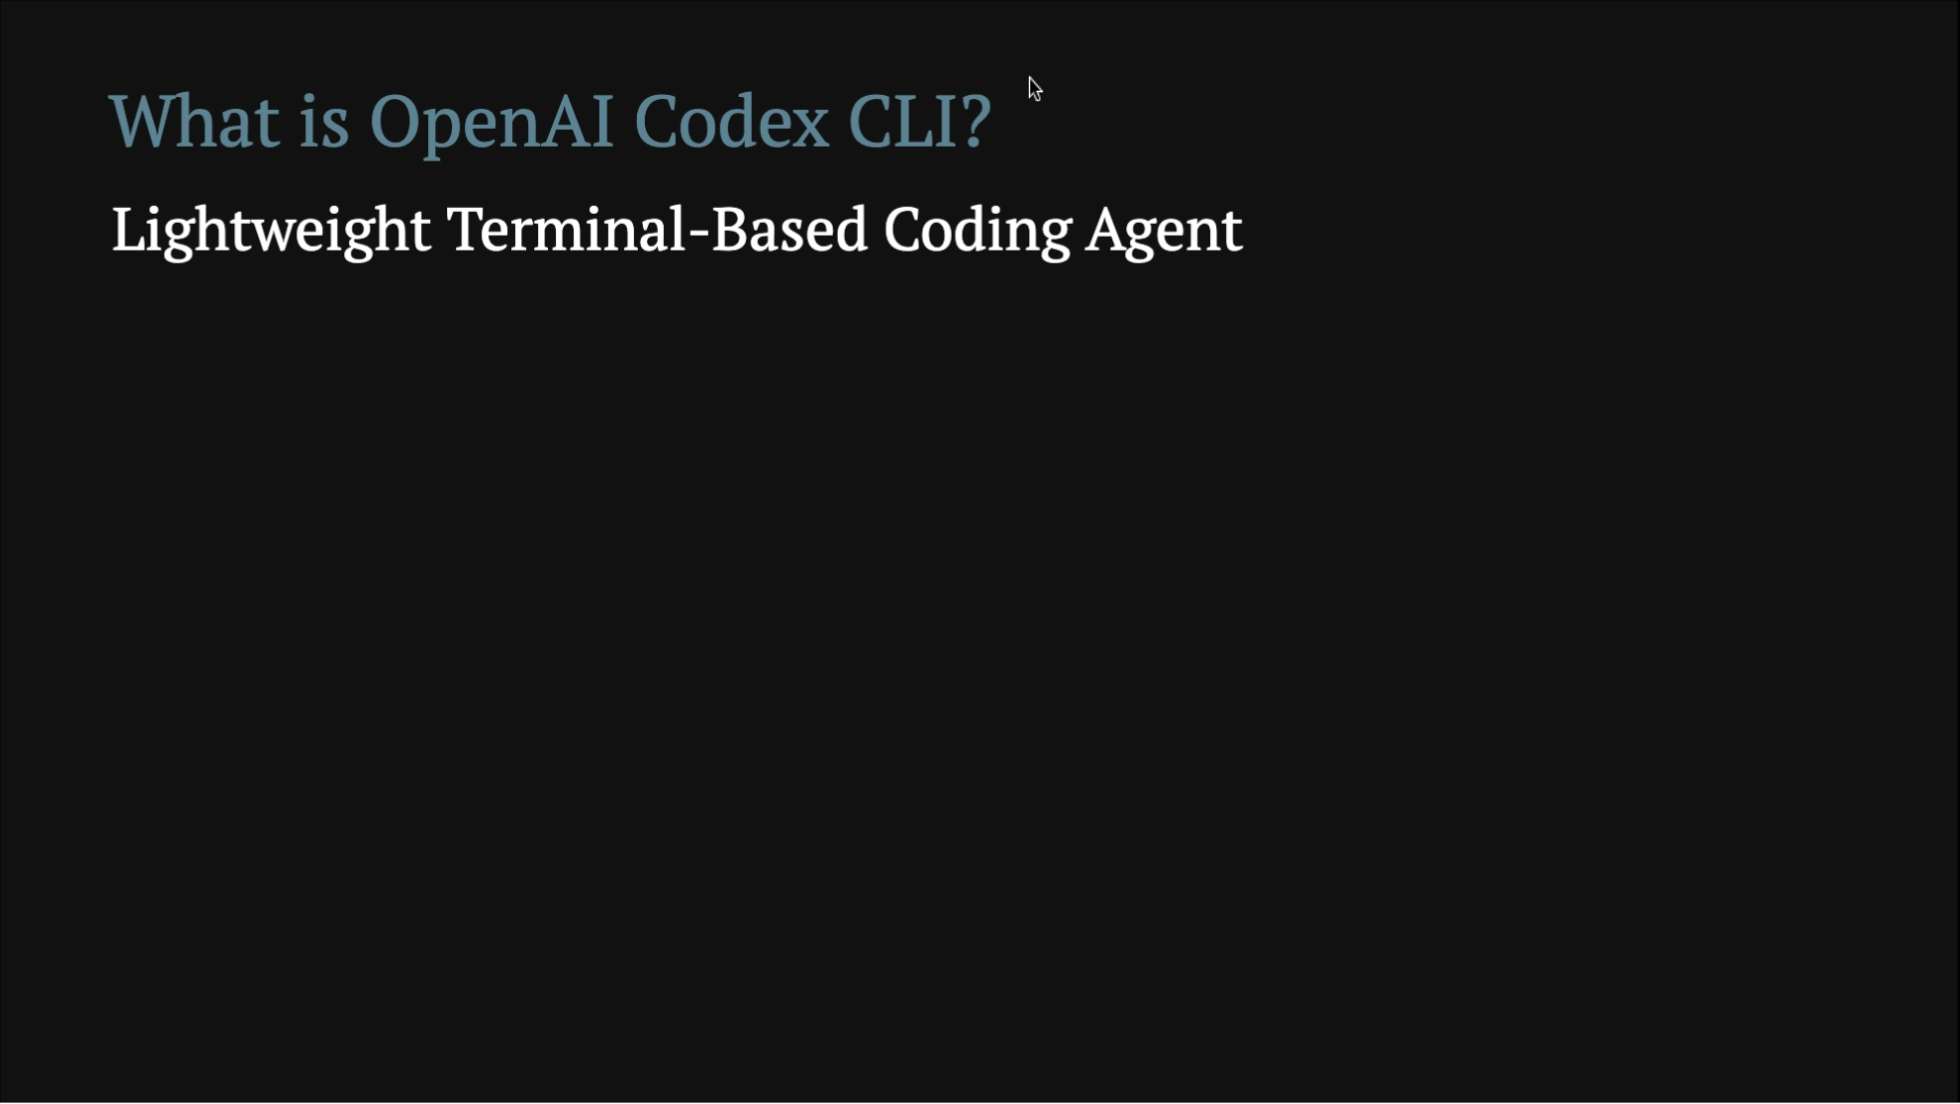 What is OpenAI Codex CLI?
Lightweight Terminal-Based Coding Agent